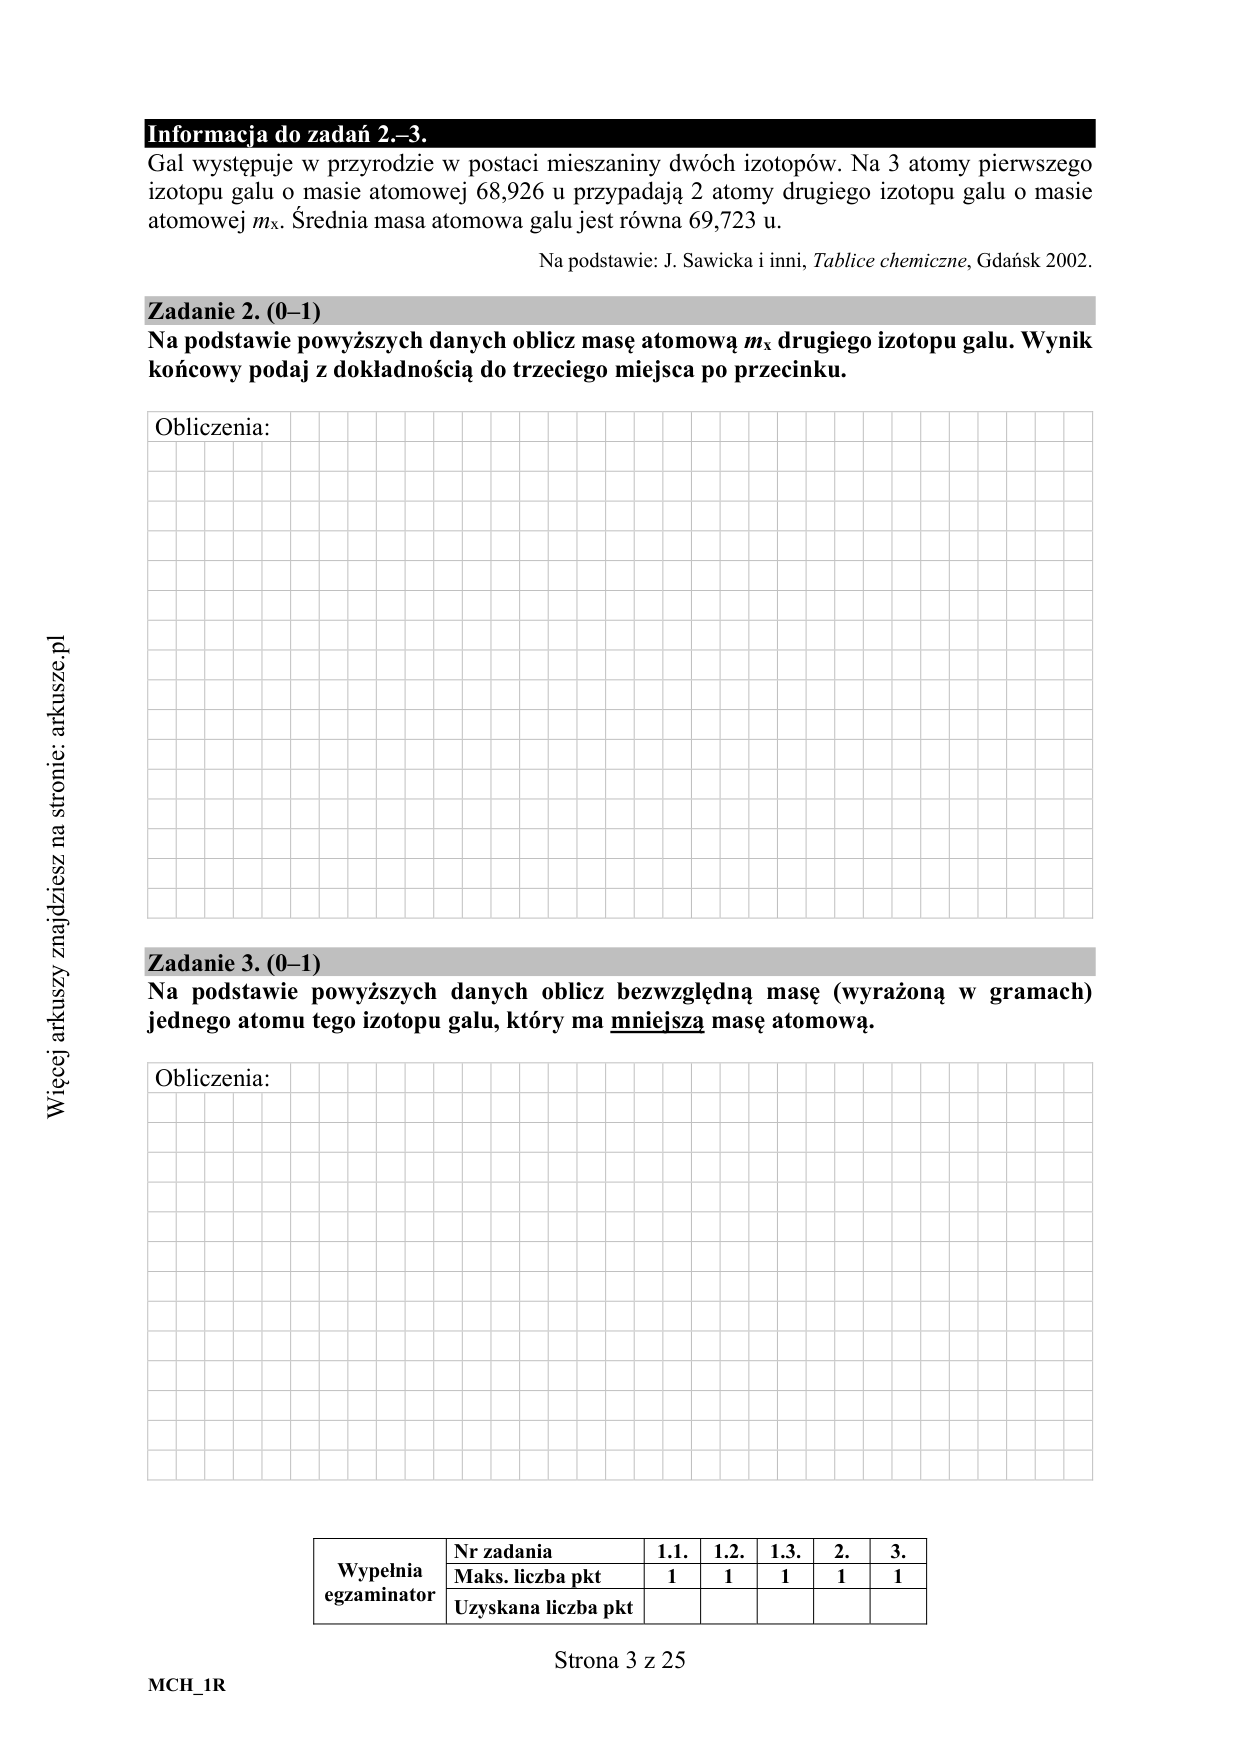 Informacja do zadań 2.–3.
Gal występuje w przyrodzie w postaci mieszaniny dwóch izotopów. Na 3 atomy pierwszego
izotopu galu o masie atomowej 68,926 u przypadają 2 atomy drugiego izotopu galu o masie
atomowej mx. Średnia masa atomowa galu jest równa 69,723 u.
Na podstawie: J. Sawicka i inni, Tablice chemiczne, Gdańsk 2002.
Zadanie 2. (0–1)
Na podstawie powyższych danych oblicz masę atomową mx drugiego izotopu galu. Wynik
końcowy podaj z dokładnością do trzeciego miejsca po przecinku.
Obliczenia:
Zadanie 3. (0–1)
Na podstawie powyższych danych oblicz bezwzględną masę (wyrażoną w gramach)
jednego atomu tego izotopu galu, który ma mniejszą masę atomową.
Obliczenia:
Więcej arkuszy znajdziesz na stronie: arkusze.pl
Wypełnia
egzaminator
Nr zadania 1.1. 1.2. 1.3. 2. 3.
Maks. liczba pkt 1 1 1 1 1
Uzyskana liczba pkt
Strona 3 z 25
MCH_1R